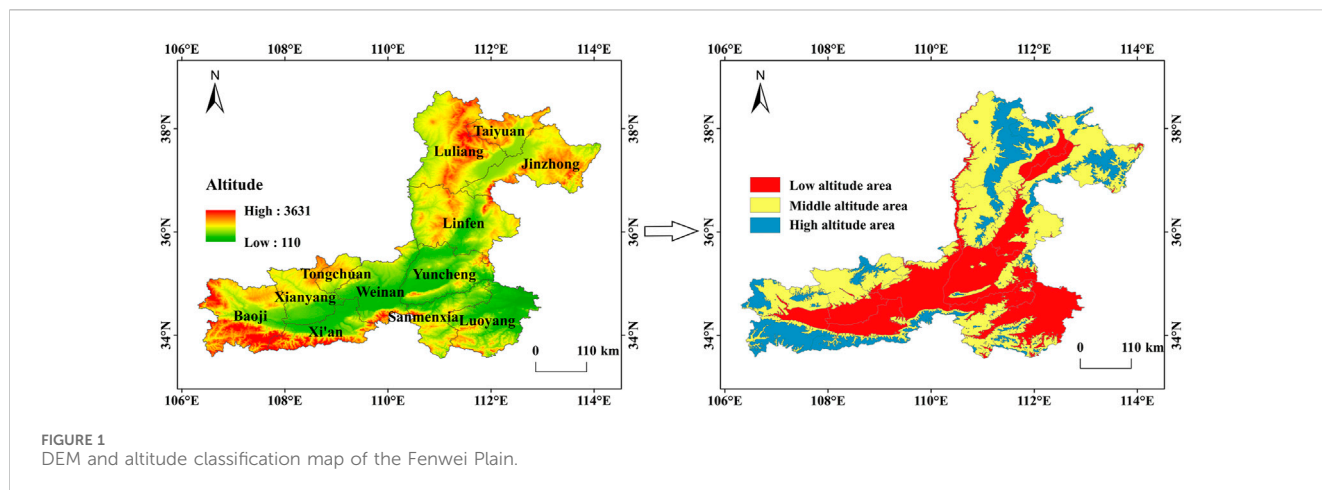 106°E 108°E 110°E 112°E 114°E
N
38°N
36°N
34°N
Taiyuan
Luliang
Jinzhong
Altitude
High : 3631
Low : 110
Linfen
Tongchuan
Yuncheng
Xianyang
Weinan
Baoji
Sanmenxia
Luoyang
Xi'an
0 110 km
106°E 108°E 110°E 112°E 114°E
106°E 108°E 110°E 112°E 114°E
N
38°N
36°N
34°N
Low altitude area
Middle altitude area
High altitude area
38°N
36°N
34°N
0 110 km
106°E 108°E 110°E 112°E 114°E
FIGURE 1
DEM and altitude classification map of the Fenwei Plain.